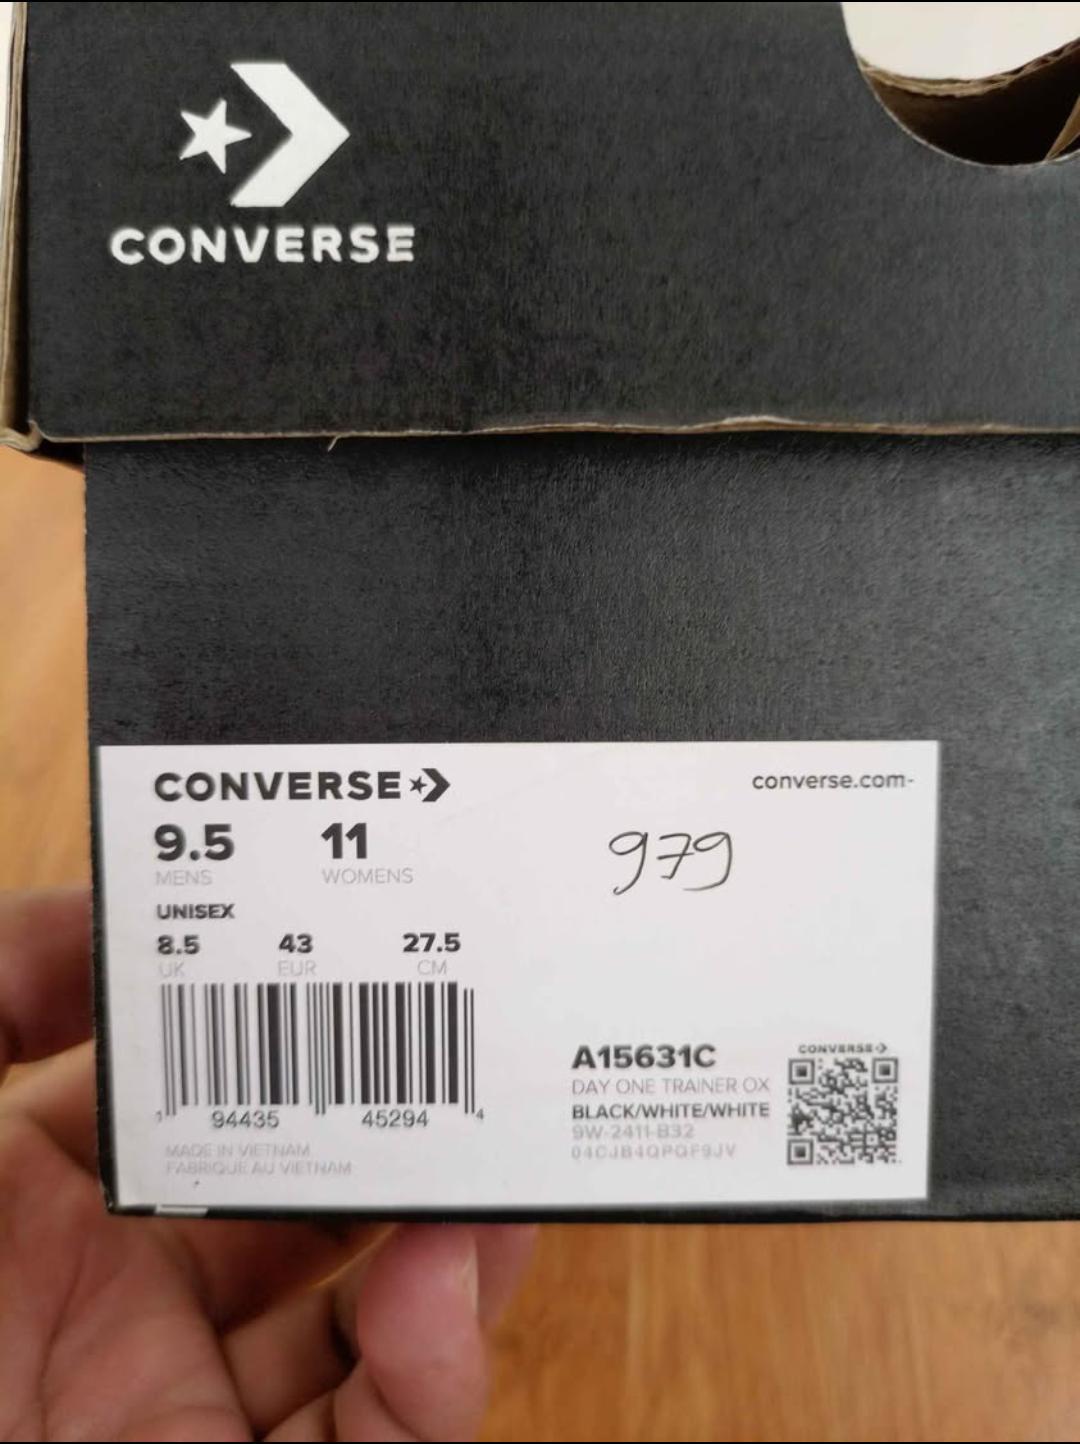 CONVERSE
CONVERSE
converse.com-
9.5 11
MENS WOMENS
979
UNISEX
8.5 43 27.5
UK EUR CM
1 94435 45294 4
MADE IN VIETNAM
FABRIQUE AU VIETNAM
A15631C
DAY ONE TRAINER OX
BLACK/WHITE/WHITE
9W-2411-B32
04CJB4QPQF9JV
CONVERSE